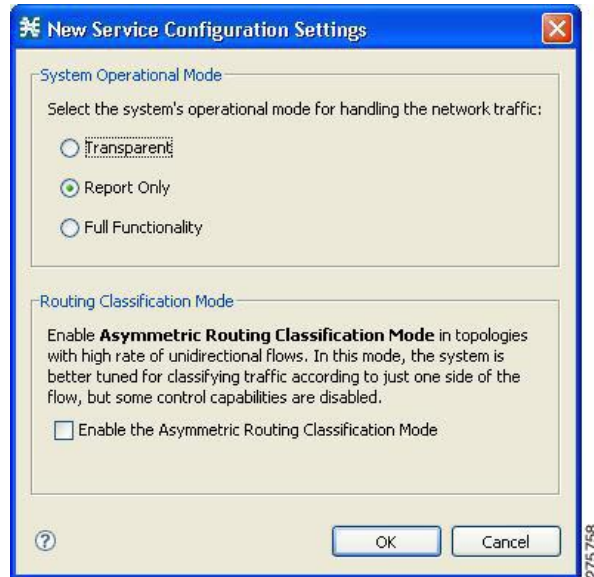 New Service Configuration Settings
System Operational Mode
Select the system's operational mode for handling the network traffic:
Transparent
Report Only
Full Functionality
Routing Classification Mode
Enable Asymmetric Routing Classification Mode in topologies
with high rate of unidirectional flows. In this mode, the system is
better tuned for classifying traffic according to just one side of the
flow, but some control capabilities are disabled.
Enable the Asymmetric Routing Classification Mode
?
OK
Cancel
275758